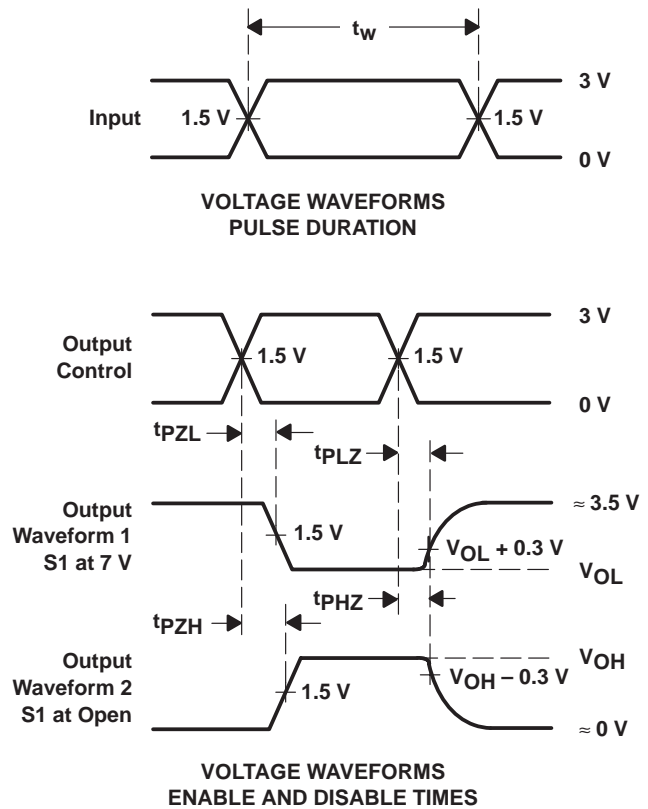 tw
3 V
Input
1.5 V
1.5 V
0 V
VOLTAGE WAVEFORMS
PULSE DURATION
3 V
Output
Control
1.5 V
1.5 V
0 V
tPZL
tPLZ
Output
Waveform 1
S1 at 7 V
1.5 V
≈ 3.5 V
VOL + 0.3 V
VOL
tPZH
tPHZ
Output
Waveform 2
S1 at Open
1.5 V
VOH
VOH – 0.3 V
≈ 0 V
VOLTAGE WAVEFORMS
ENABLE AND DISABLE TIMES